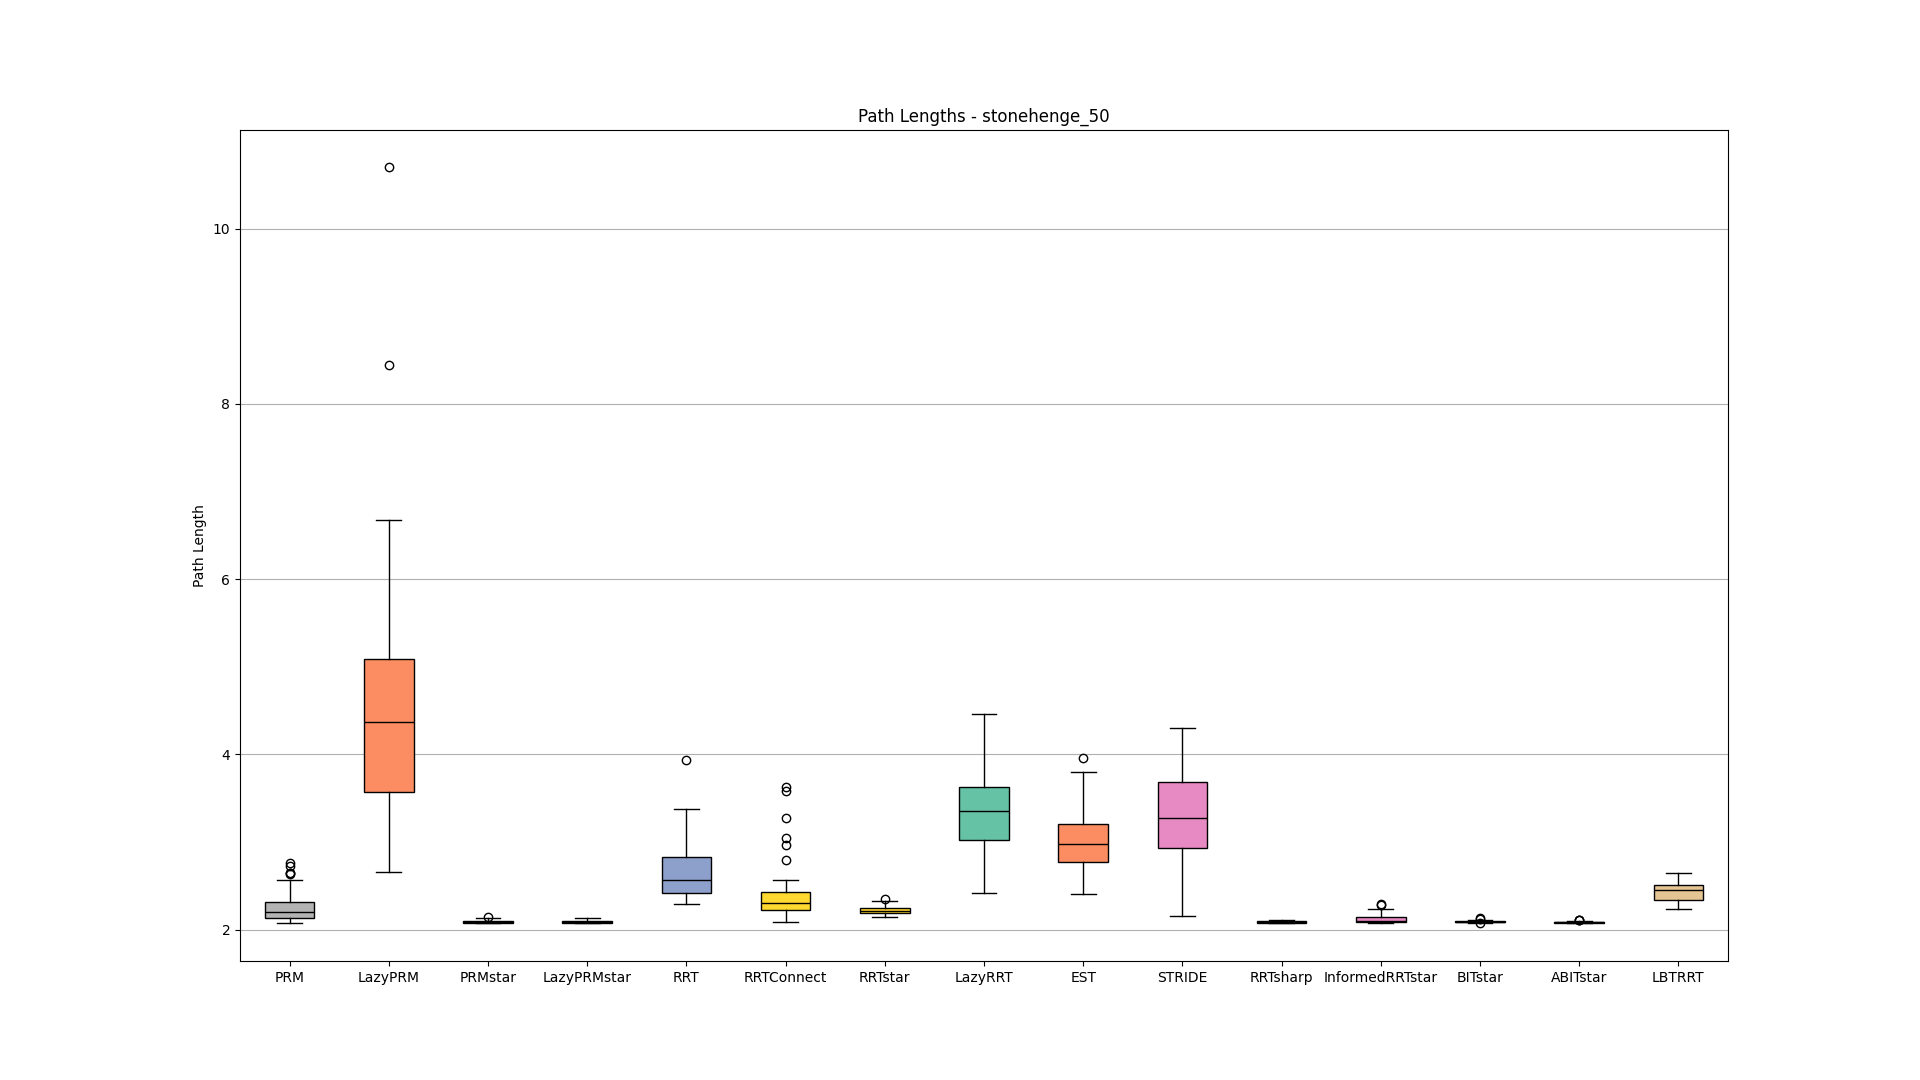 Path Lengths - stonehenge_50
Path Length
10
8
6
4
2
PRM LazyPRM PRMstar LazyPRMstar RRT RRTConnect RRTstar LazyRRT EST STRIDE RRTsharp InformedRRTstar BITstar ABITstar LBTRRT